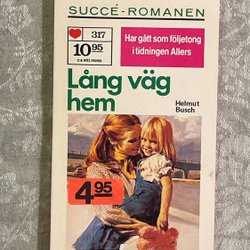 SUCCÉ-ROMANEN
317
10 95
Har gått som följetong
i tidningen Allers
Lång väg
hem
Helmut
Busch
4.95